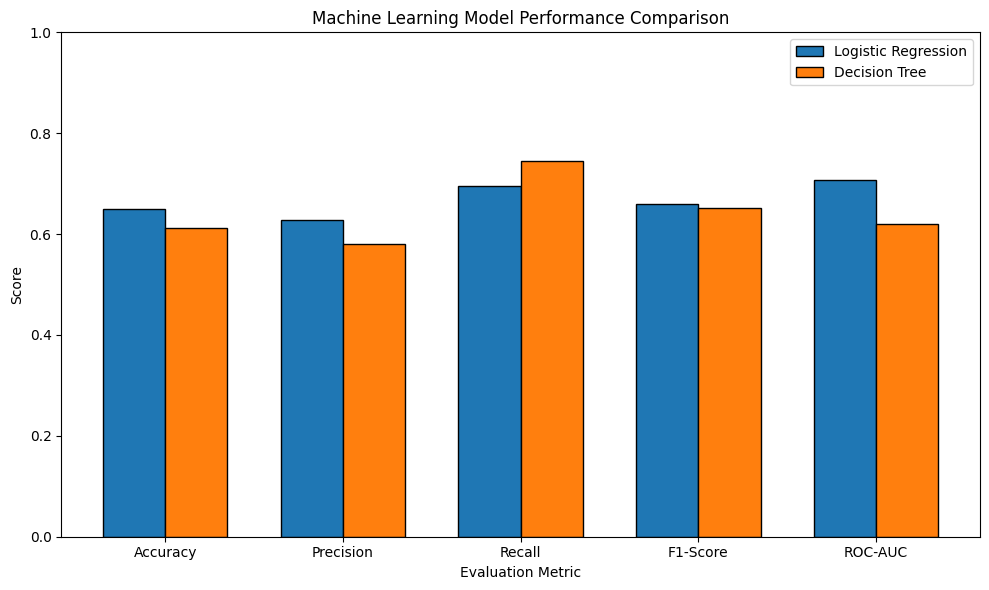 Machine Learning Model Performance Comparison
Logistic Regression
Decision Tree
1.0
0.8
0.6
0.4
0.2
0.0
Score
Accuracy Precision Recall F1-Score ROC-AUC
Evaluation Metric